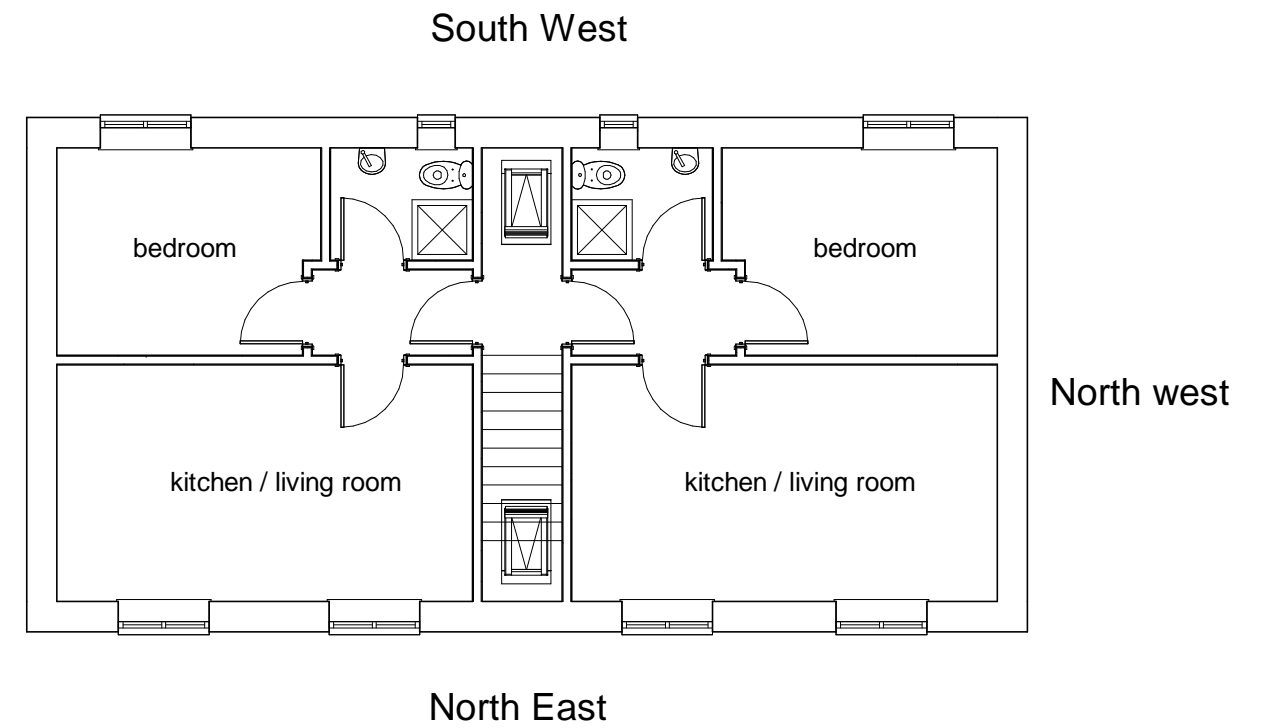 South West
bedroom
bedroom
North west
kitchen / living room
kitchen / living room
North East